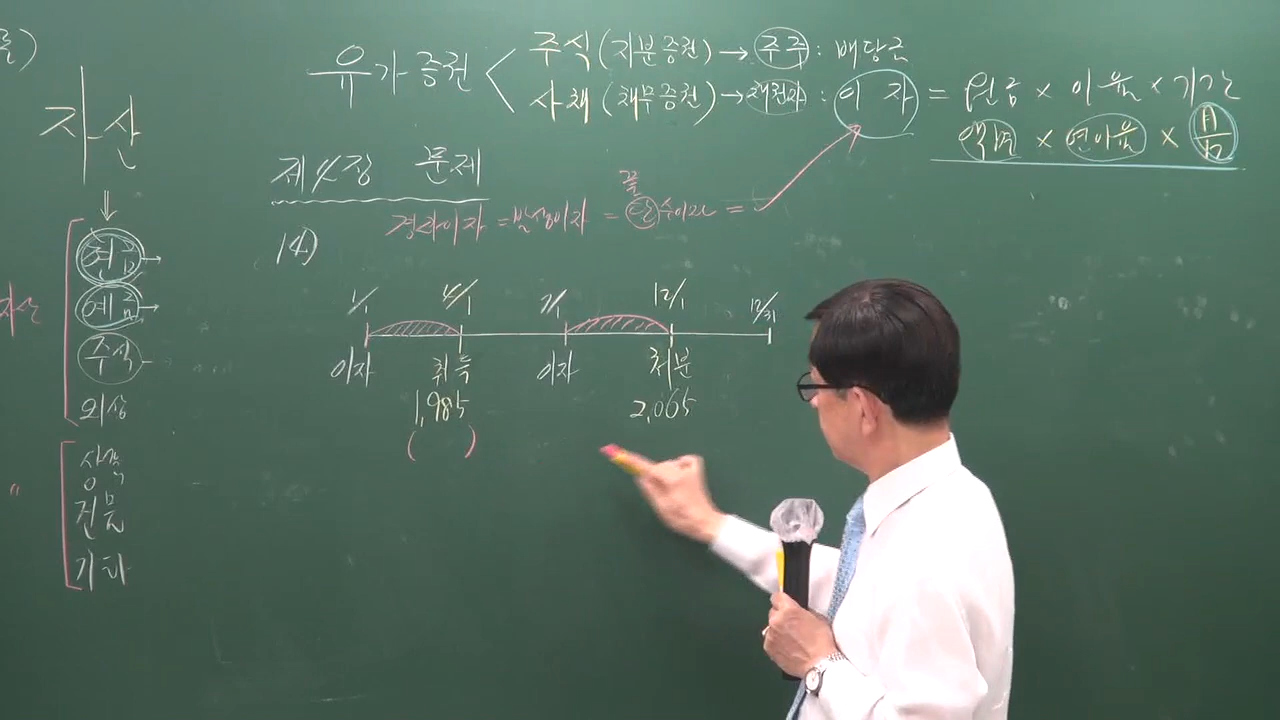 유가증권 < 주식(지분증권) → 주주 : 배당금
사채(채무증권) → 채권자 : 이자 = 원금 × 이율 × 기간
액면 × 연이율 × 月/12
제4장 문제
경과이자 = 발생이자 = 끝수이자 =
14)
1/1 4/1 7/1 12/1 12/31
이자 취득 이자 처분
1,985 2,065
( )
자산
⇓
현금 →
예금 →
주식
외상
상품
건물
기타